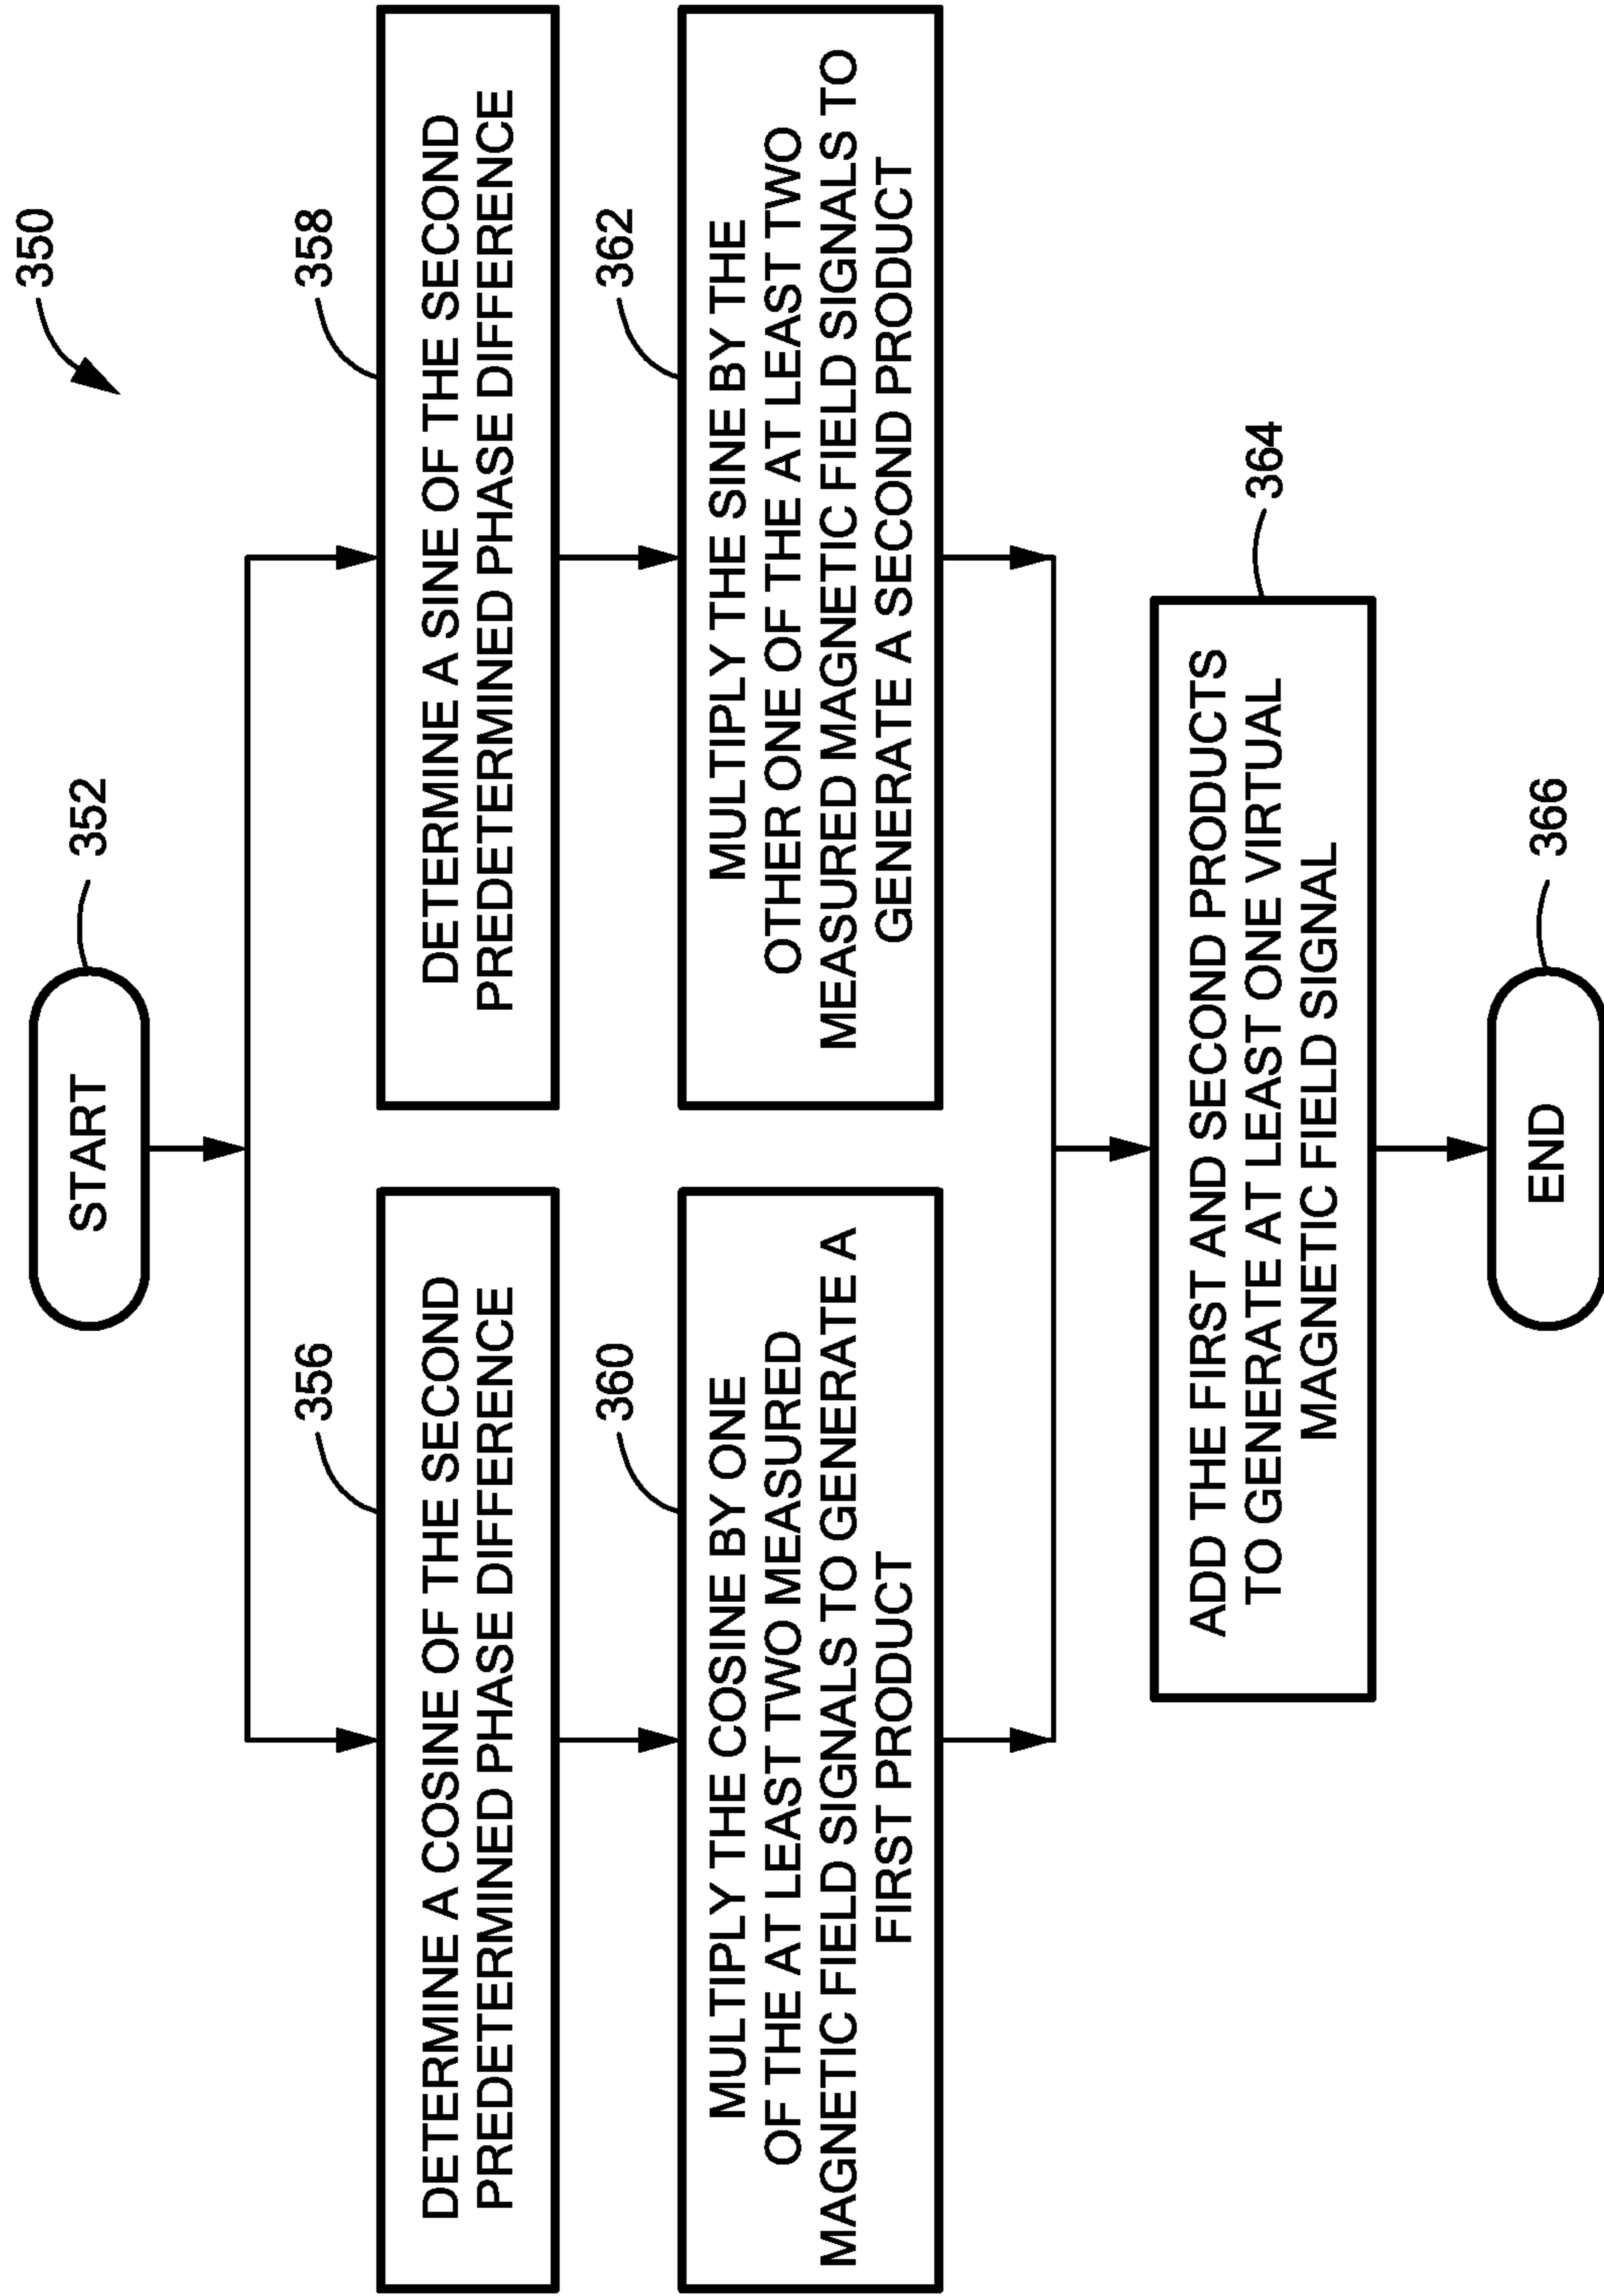 350
START
352
DETERMINE A COSINE OF THE SECOND
PREDETERMINED PHASE DIFFERENCE
356
DETERMINE A SINE OF THE SECOND
PREDETERMINED PHASE DIFFERENCE
358
MULTIPLY THE COSINE BY ONE
OF THE AT LEAST TWO MEASURED
MAGNETIC FIELD SIGNALS TO GENERATE A
FIRST PRODUCT
360
MULTIPLY THE SINE BY THE
OTHER ONE OF THE AT LEAST TWO
MEASURED MAGNETIC FIELD SIGNALS TO
GENERATE A SECOND PRODUCT
362
ADD THE FIRST AND SECOND PRODUCTS
TO GENERATE AT LEAST ONE VIRTUAL
MAGNETIC FIELD SIGNAL
364
END
366